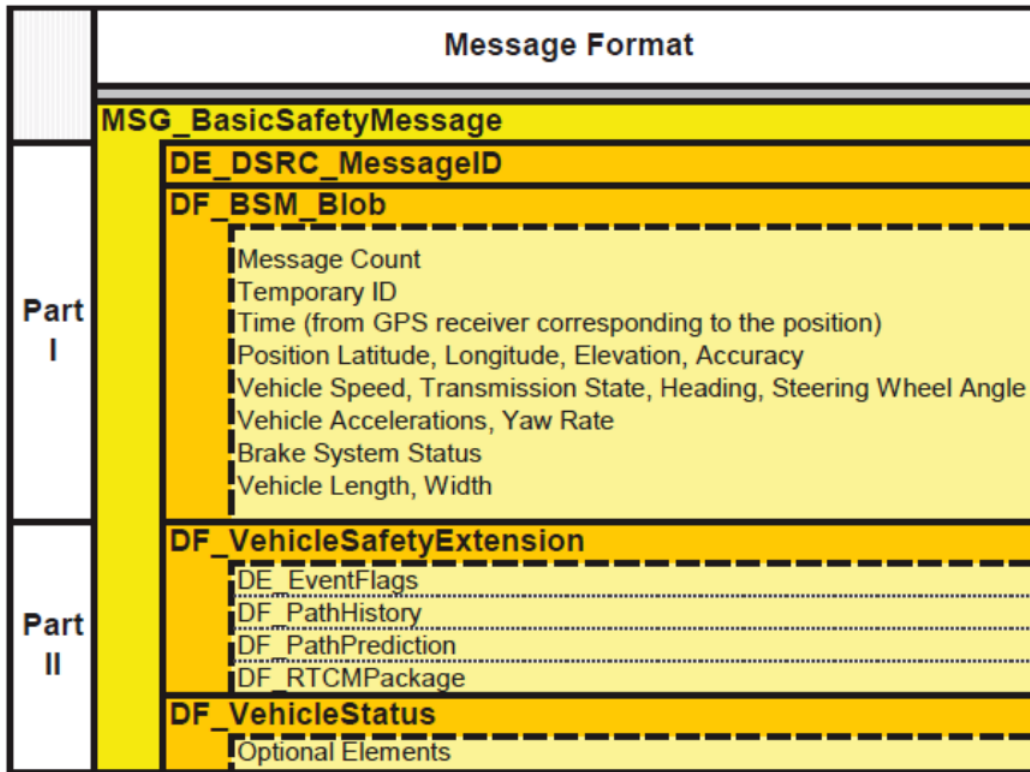 Message Format
MSG_BasicSafetyMessage
DE_DSRC_MessageID
DF_BSM_Blob
Part
I
Message Count
Temporary ID
Time (from GPS receiver corresponding to the position)
Position Latitude, Longitude, Elevation, Accuracy
Vehicle Speed, Transmission State, Heading, Steering Wheel Angle
Vehicle Accelerations, Yaw Rate
Brake System Status
Vehicle Length, Width
Part
II
DF_VehicleSafetyExtension
DE_EventFlags
DF_PathHistory
DF_PathPrediction
DF_RTCMPackage
DF_VehicleStatus
Optional Elements